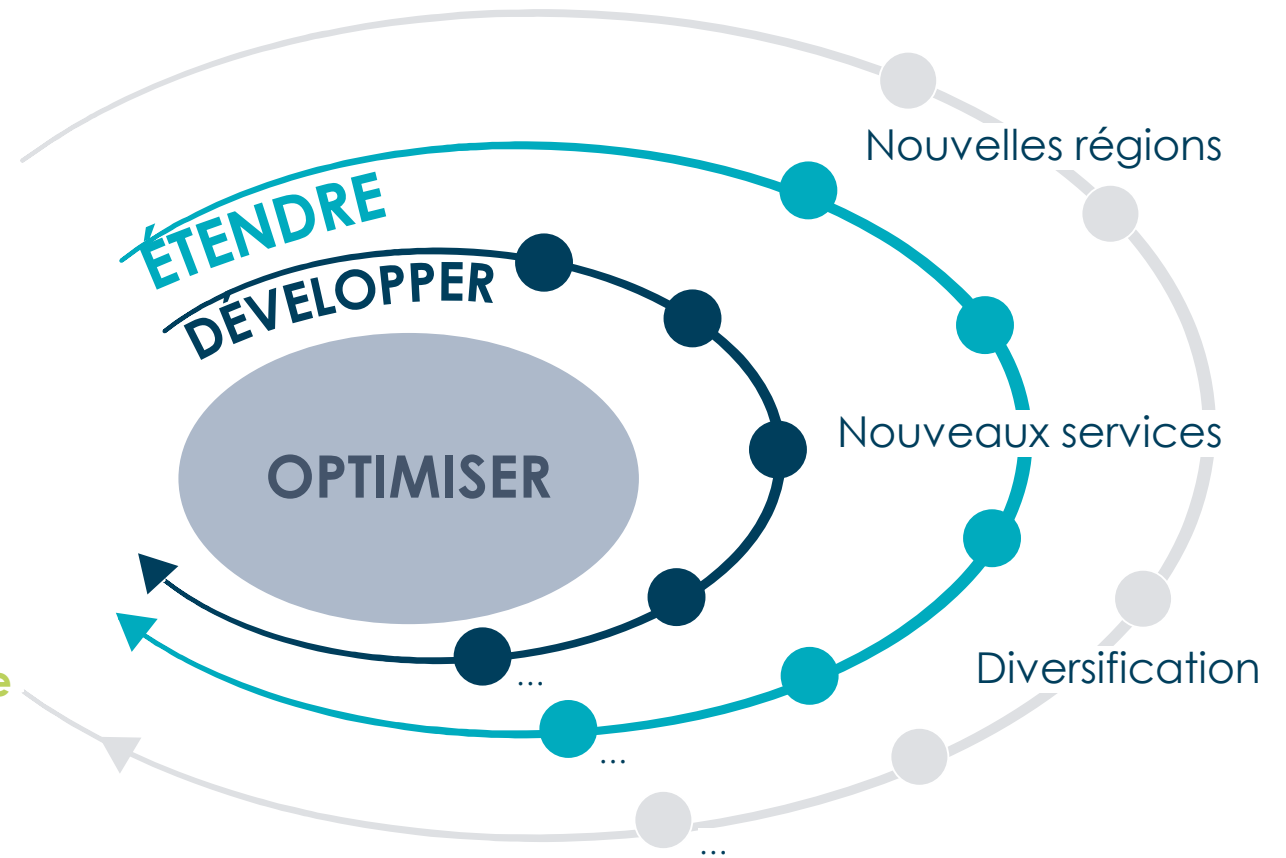 Nouvelles régions
ÉTENDRE
DÉVELOPPER
Nouveaux services
OPTIMISER
Diversification
e
...
...
...